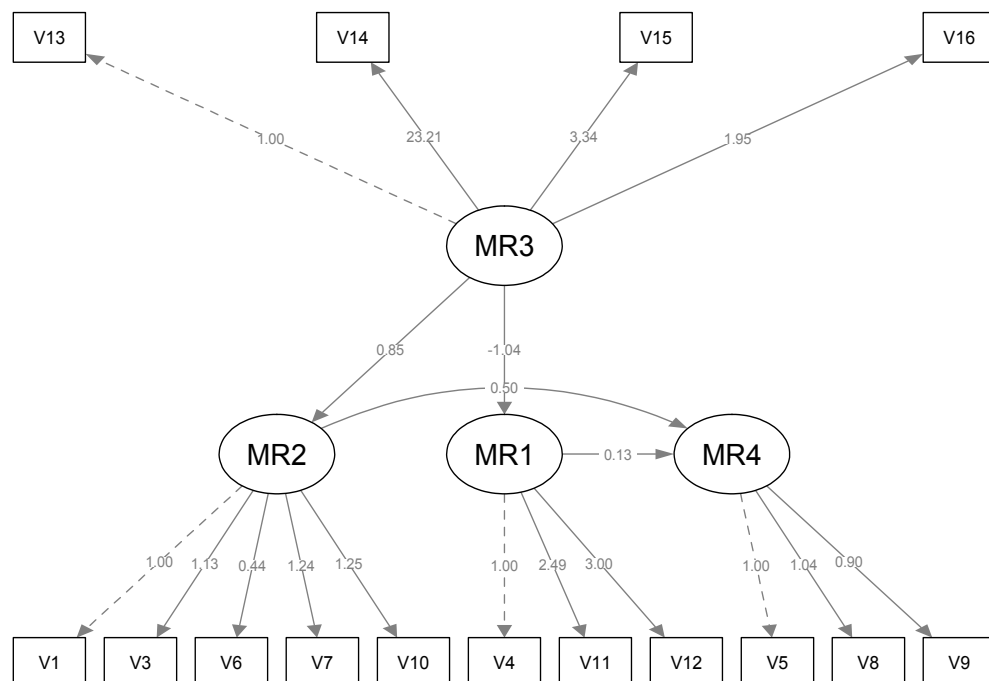 V13 V14 V15 V16
1.00 23.21 3.34 1.95
MR3
0.85 -1.04
0.50
MR2 MR1 0.13 MR4
1.00 1.13 0.44 1.24 1.25 1.00 2.49 3.00 1.00 1.04 0.90
V1 V3 V6 V7 V10 V4 V11 V12 V5 V8 V9